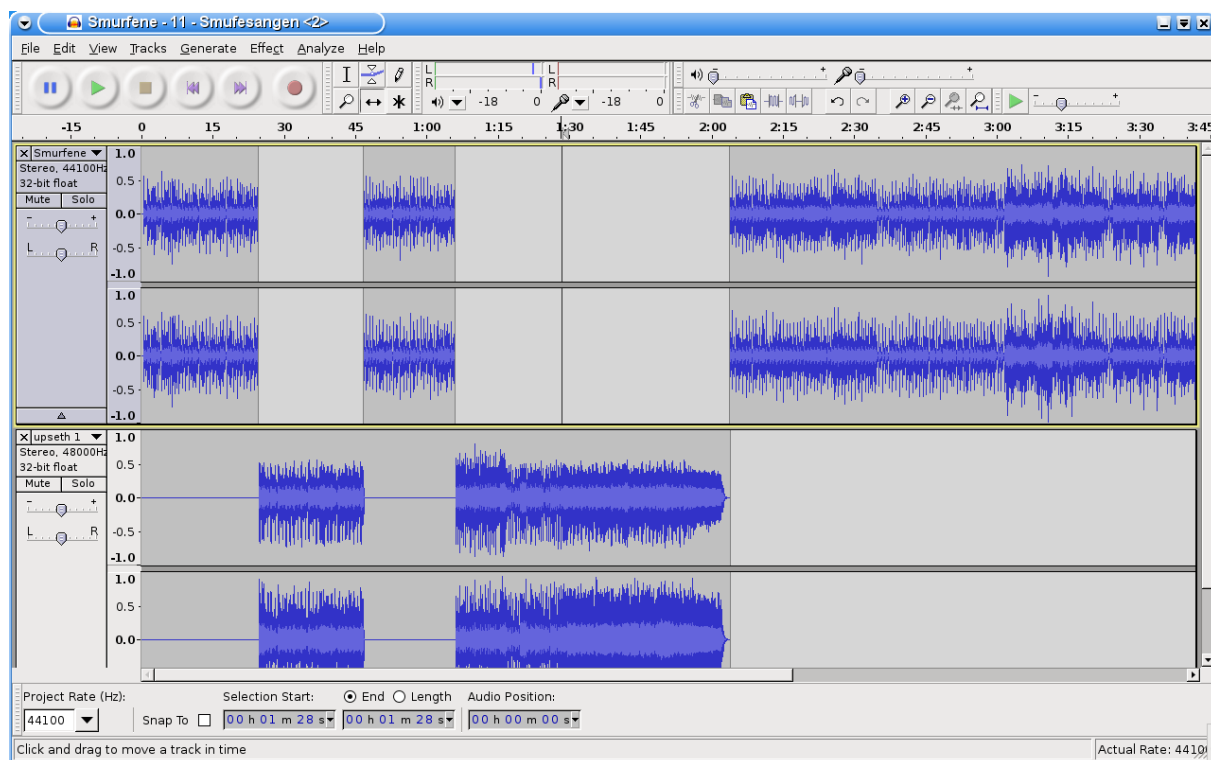 Smurfene - 11 - Smufesangen <2>
File Edit View Tracks Generate Effect Analyze Help
L
R
L
R
-18 0 -18 0
-15 0 15 30 45 1:00 1:15 1:30 1:45 2:00 2:15 2:30 2:45 3:00 3:15 3:30 3:45
Smurfene
Stereo, 44100Hz
32-bit float
Mute Solo
- +
L R
1.0
0.5
0.0
-0.5
-1.0
1.0
0.5
0.0
-0.5
-1.0
upseth 1
Stereo, 48000Hz
32-bit float
Mute Solo
- +
L R
1.0
0.5
0.0
-0.5
-1.0
1.0
0.5
0.0
Project Rate (Hz): Selection Start: End Length Audio Position:
44100 Snap To 00 h 01 m 28 s 00 h 01 m 28 s 00 h 00 m 00 s
Click and drag to move a track in time Actual Rate: 4410